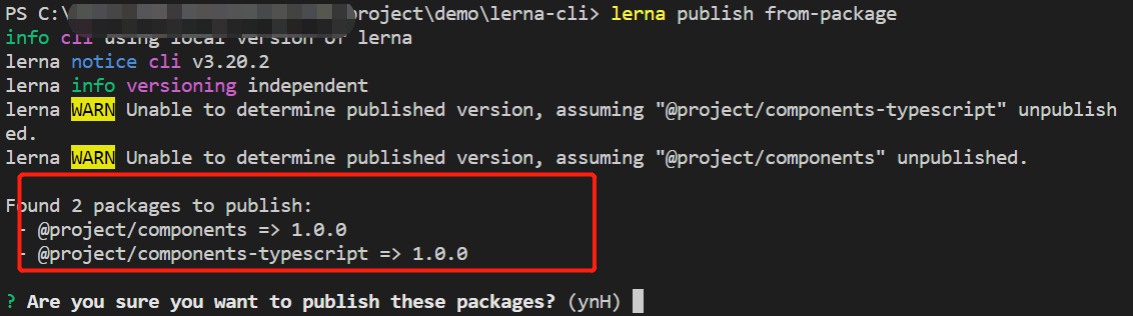 PS C:\project\demo\lerna-cli> lerna publish from-package
info cli using local version of lerna
lerna notice cli v3.20.2
lerna info versioning independent
lerna WARN Unable to determine published version, assuming "@project/components-typescript" unpublish
ed.
lerna WARN Unable to determine published version, assuming "@project/components" unpublished.
Found 2 packages to publish:
- @project/components => 1.0.0
- @project/components-typescript => 1.0.0
? Are you sure you want to publish these packages? (ynH)